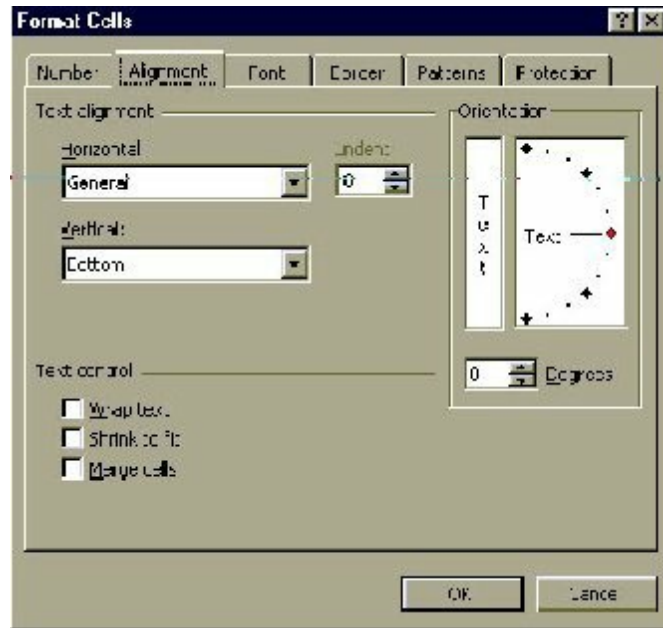 Format Cells
Number Alignment Font Border Patterns Protection
Text alignment
Orientation
Horizontal
Indent:
General
0
Text
Text
Vertical:
Bottom
Text control
0 Degrees
Wrap text
Shrink to fit
Merge cells
OK Cancel